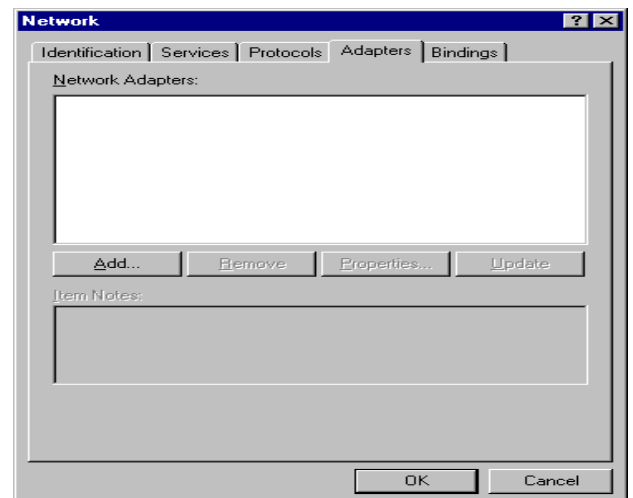 Network
Identification Services Protocols Adapters Bindings
Network Adapters:
Add... Remove Properties... Update
Item Notes:
OK Cancel